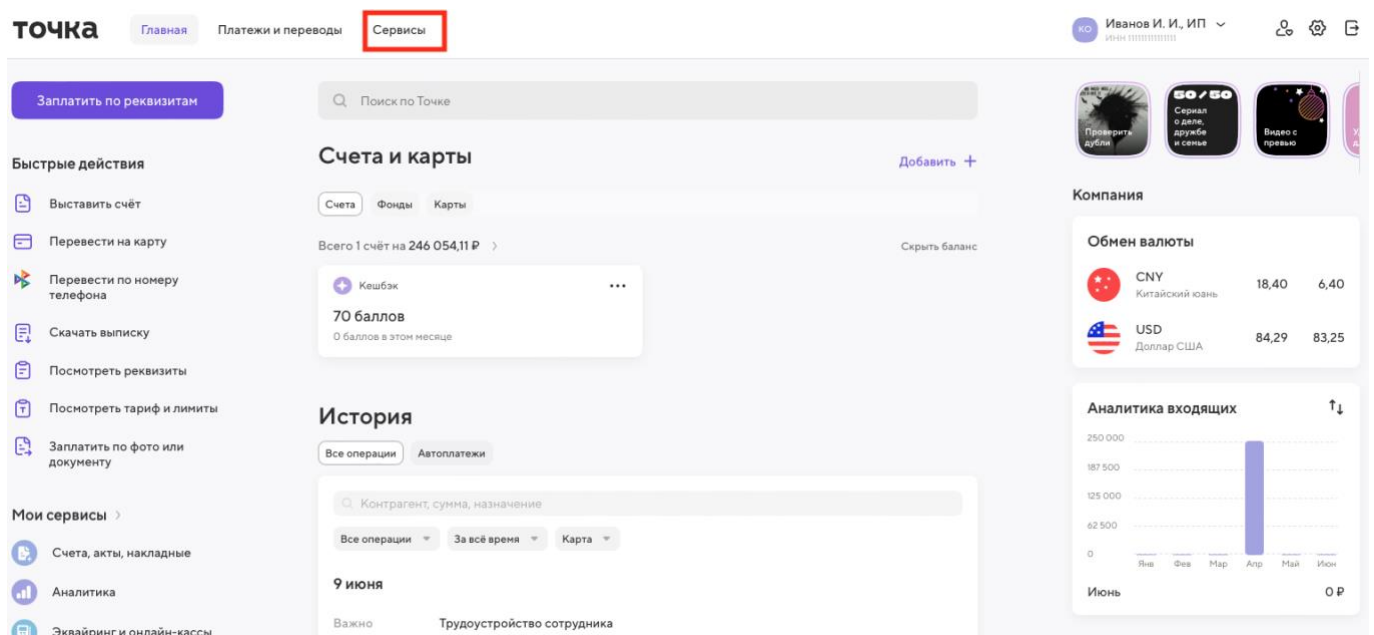 точка
Главная
Платежи и переводы
Сервисы
КО
Иванов И. И., ИП
ИНН 111111111111
Заплатить по реквизитам
Быстрые действия
Выставить счёт
Перевести на карту
Перевести по номеру
телефона
Скачать выписку
Посмотреть реквизиты
Посмотреть тариф и лимиты
Заплатить по фото или
документу
Мои сервисы
Счета, акты, накладные
Аналитика
Эквайринг и онлайн-кассы
Поиск по Точке
Счета и карты
Добавить +
Счета
Фонды
Карты
Всего 1 счёт на 246 054,11 ₽
Скрыть баланс
Кешбэк
70 баллов
0 баллов в этом месяце
История
Все операции
Автоплатежи
Контрагент, сумма, назначение
Все операции
За всё время
Карта
9 июня
Важно
Трудоустройство сотрудника
Проверить
дубли
50/50
Сериал
о деле,
дружбе
и семье
Видео с
превью
Компания
Обмен валюты
CNY
Китайский юань
18,40
6,40
USD
Доллар США
84,29
83,25
Аналитика входящих
250 000
187 500
125 000
62 500
0
Янв Фев Мар Апр Май Июн
Июнь
0 ₽